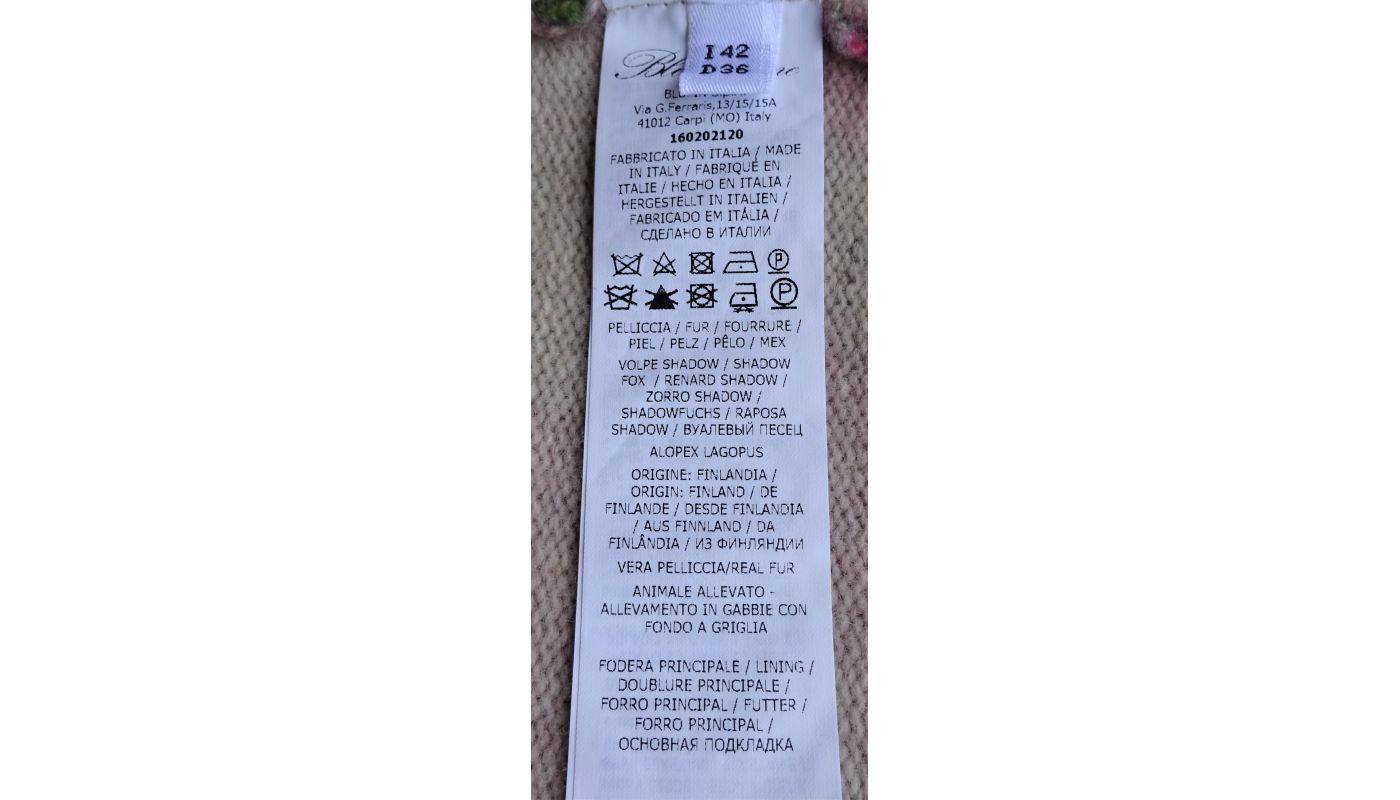 I 42
D 36
Via G.Ferraris,13/15/15A
41012 Carpi (MO) Italy
160202120
FABBRICATO IN ITALIA / MADE
IN ITALY / FABRIQUÉ EN
ITALIE / HECHO EN ITALIA /
HERGESTELLT IN ITALIEN /
FABRICADO EM ITÁLIA /
СДЕЛАНО В ИТАЛИИ
P
P
PELLICCIA / FUR / FOURRURE /
PIEL / PELZ / PÊLO / MEX
VOLPE SHADOW / SHADOW
FOX / RENARD SHADOW /
ZORRO SHADOW /
SHADOWFUCHS / RAPOSA
SHADOW / ВУАЛЕВЫЙ ПЕСЕЦ
ALOPEX LAGOPUS
ORIGINE: FINLANDIA /
ORIGIN: FINLAND / DE
FINLANDE / DESDE FINLANDIA
/ AUS FINNLAND / DA
FINLÂNDIA / ИЗ ФИНЛЯНДИИ
VERA PELLICCIA/REAL FUR
ANIMALE ALLEVATO -
ALLEVAMENTO IN GABBIE CON
FONDO A GRIGLIA
FODERA PRINCIPALE / LINING /
DOUBLURE PRINCIPALE /
FORRO PRINCIPAL / FUTTER /
FORRO PRINCIPAL /
ОСНОВНАЯ ПОДКЛАДКА